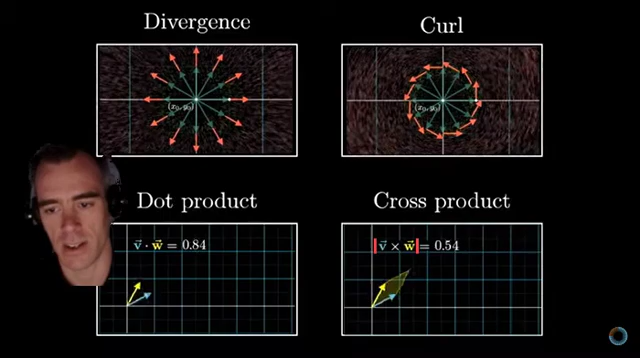 Divergence
Curl
(x₀, y₀)
(x₀, y₀)
Dot product
Cross product
v⃗ · w⃗ = 0.84
|v⃗ × w⃗| = 0.54